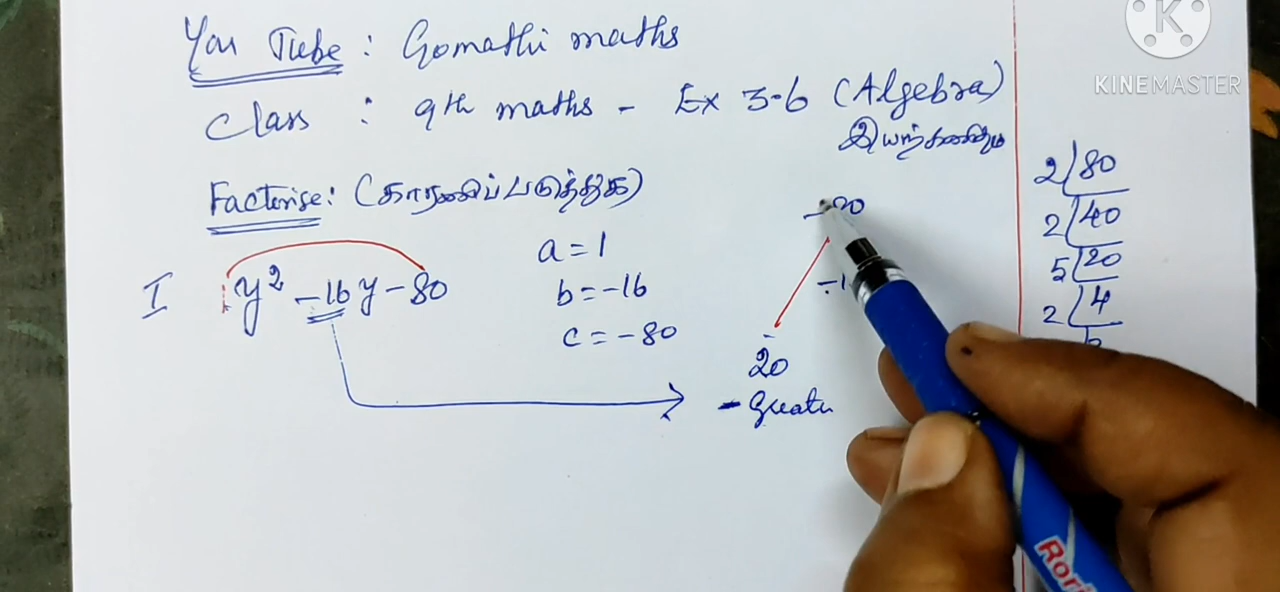 You Tube : Gomathi maths
K
KINEMASTER
Class : 9th maths - Ex 3-6 (Algebra)
இயற்கணிதம்
Factorise: (காரணிப்படுத்துக)
I y² -16y - 80
a = 1
b = -16
c = -80
20
- Greater
2 80
2 40
5 20
2 4